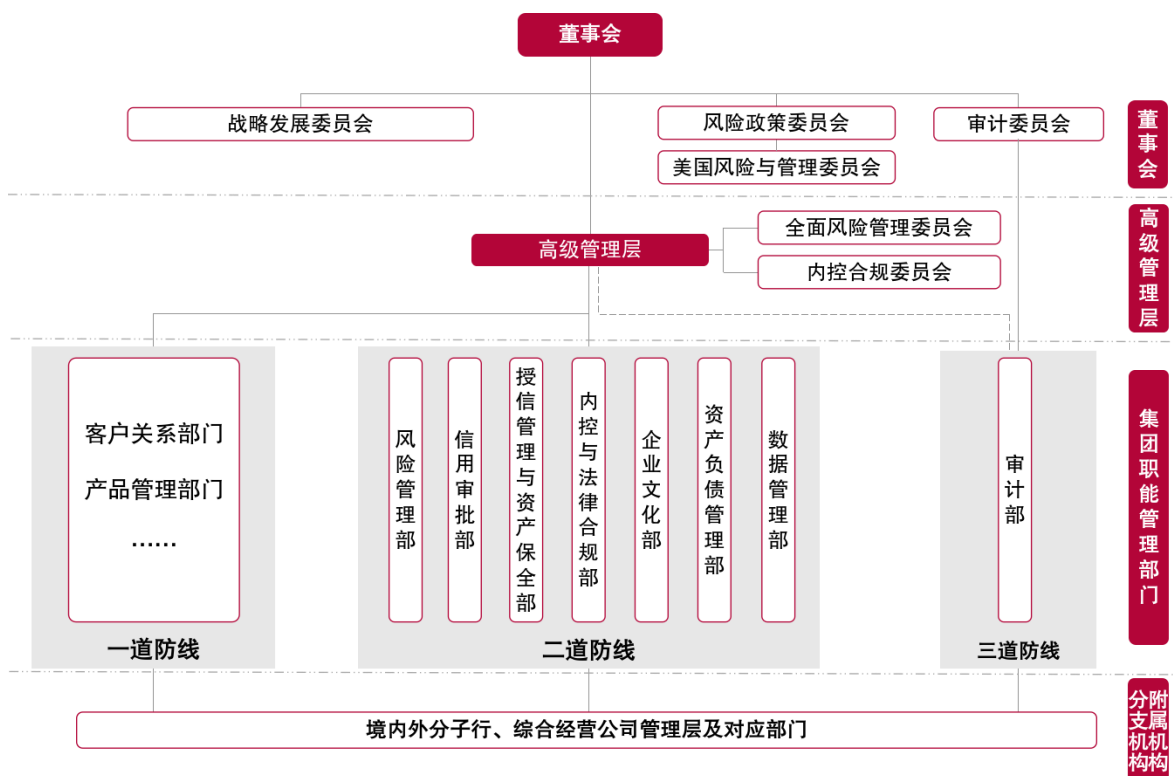 董事会
战略发展委员会
风险政策委员会
审计委员会
美国风险与管理委员会
董事会
高级管理层
全面风险管理委员会
内控合规委员会
高级管理层
客户关系部门
产品管理部门
……
一道防线
风险管理部
信用审批部
授信管理与资产保全部
内控与法律合规部
企业文化部
资产负债管理部
数据管理部
二道防线
审计部
三道防线
集团职能管理部门
境内外分子行、综合经营公司管理层及对应部门
附属机构
分支机构